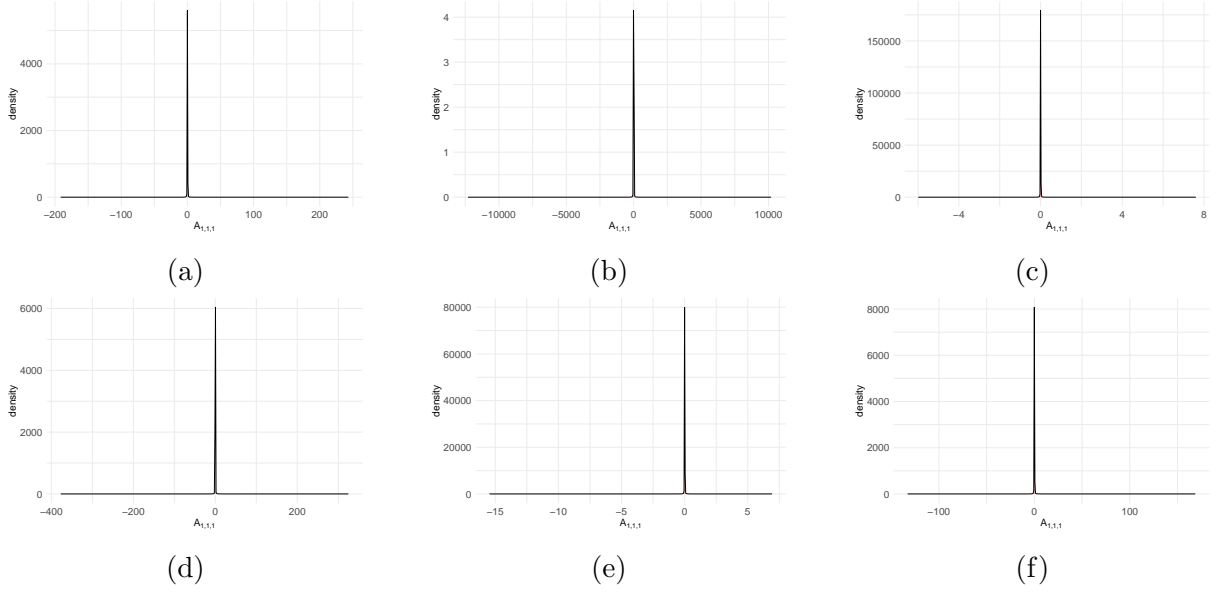 density
4000
2000
0
−200
−100
0
100
200
A1,1,1
(a)
density
4
3
2
1
0
−10000
−5000
0
5000
10000
A1,1,1
(b)
density
150000
100000
50000
0
−4
0
4
8
A1,1,1
(c)
density
6000
4000
2000
0
−400
−200
0
200
A1,1,1
(d)
density
80000
60000
40000
20000
0
−15
−10
−5
0
5
A1,1,1
(e)
density
8000
6000
4000
2000
0
−100
0
100
A1,1,1
(f)